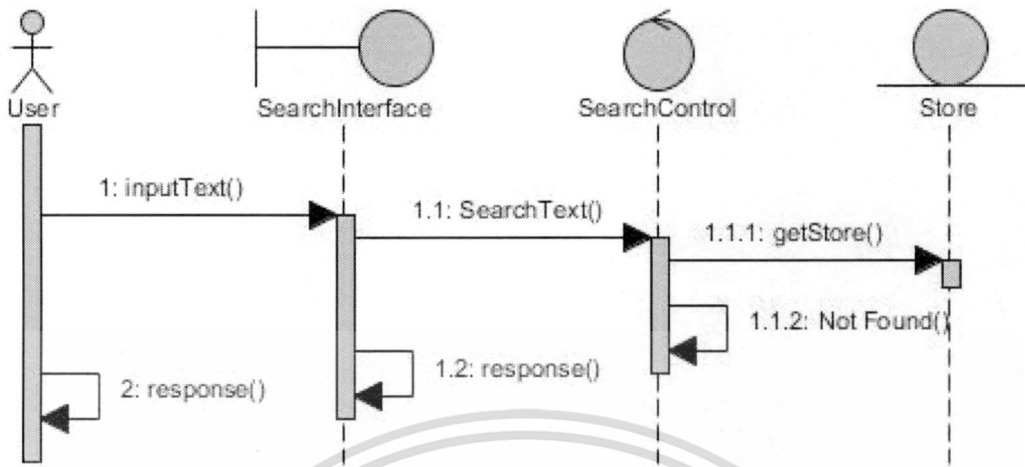 User
SearchInterface
SearchControl
Store
1: inputText()
1.1: SearchText()
1.1.1: getStore()
1.1.2: Not Found()
1.2: response()
2: response()